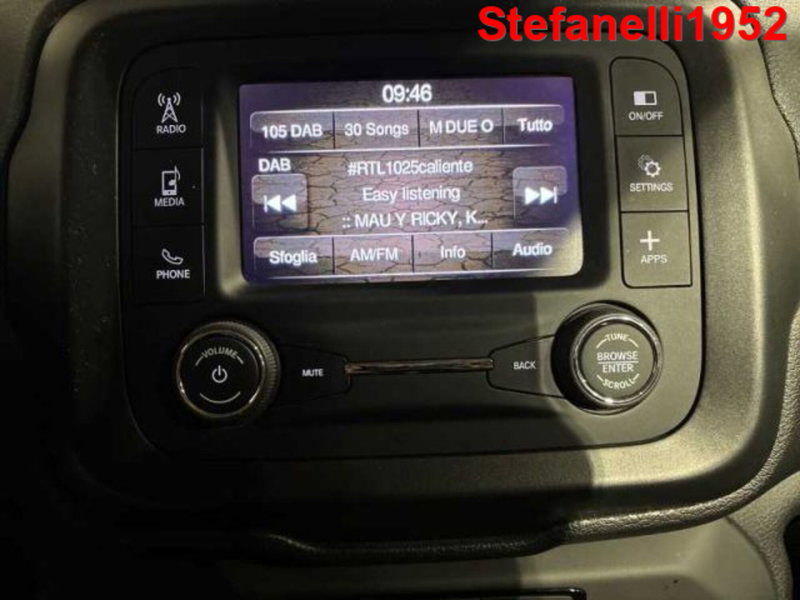 Stefanelli1952
09:46
105 DAB 30 Songs M DUE O Tutto
DAB #RTL1025caliente
Easy listening
:: MAU Y RICKY, K...
Sfoglia AM/FM Info Audio
RADIO
MEDIA
PHONE
ON/OFF
SETTINGS
APPS
VOLUME
MUTE
BACK
TUNE
BROWSE
ENTER
SCROLL